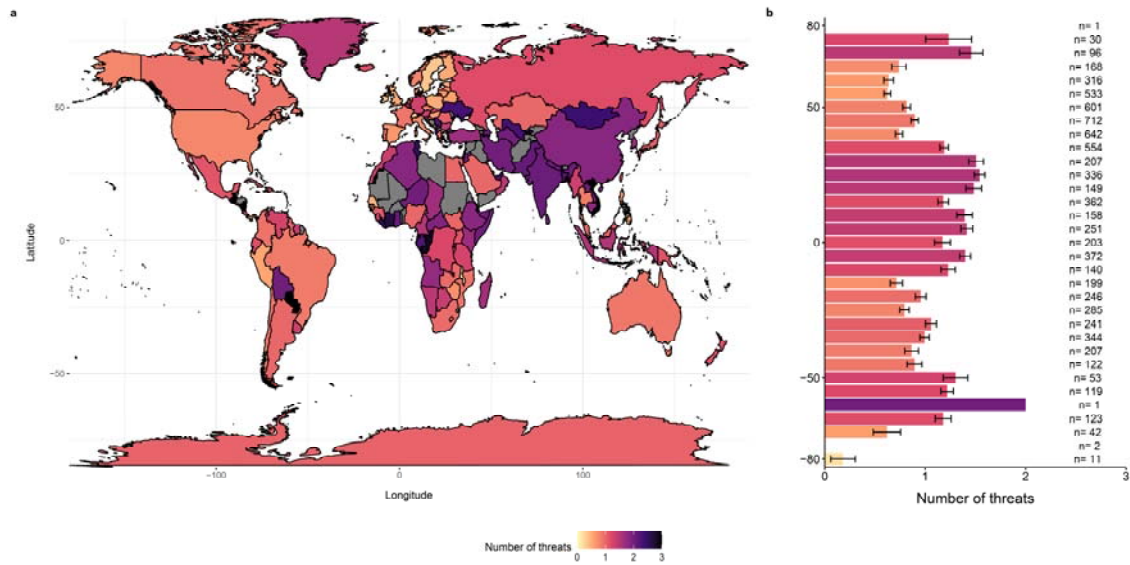 a
50
0
−50
Latitude
−100
0
100
Longitude
Number of threats
0
1
2
3
b
80
50
0
−50
−80
n= 1
n= 30
n= 96
n= 168
n= 316
n= 533
n= 601
n= 712
n= 642
n= 554
n= 207
n= 336
n= 149
n= 362
n= 158
n= 251
n= 203
n= 372
n= 140
n= 199
n= 246
n= 285
n= 241
n= 344
n= 207
n= 122
n= 53
n= 119
n= 1
n= 123
n= 42
n= 2
n= 11
0
1
2
3
Number of threats